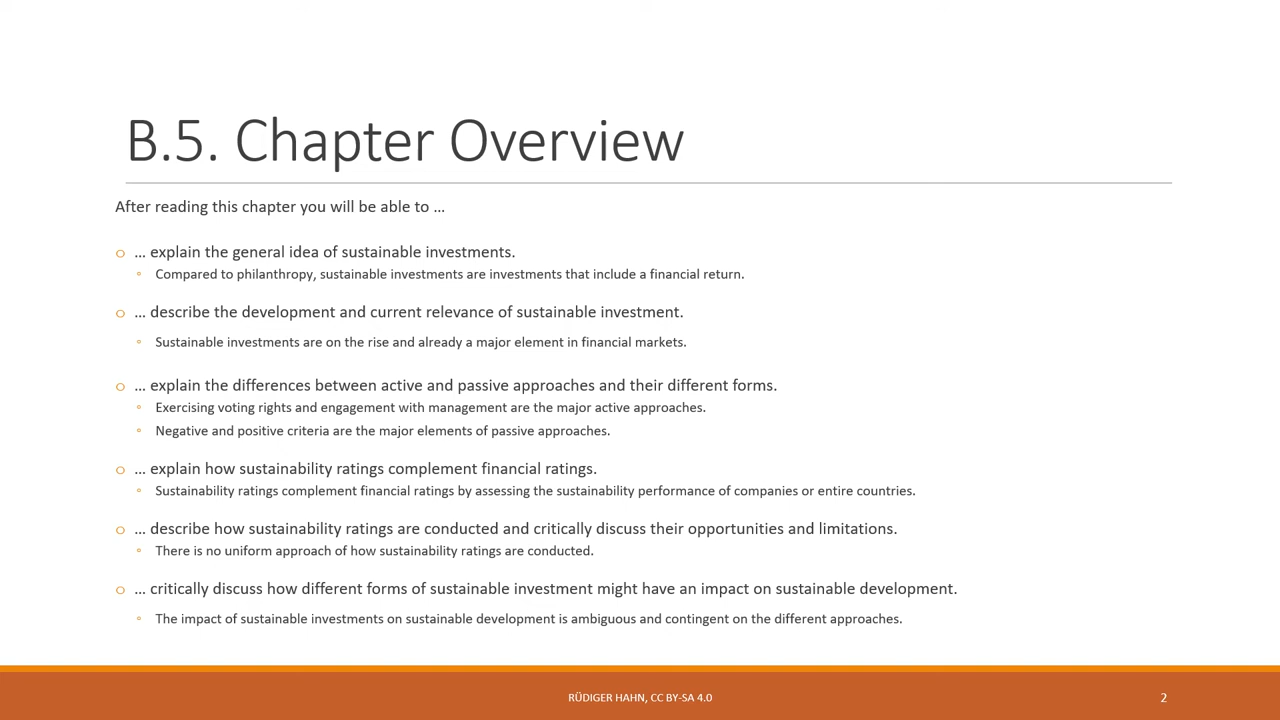 B.5. Chapter Overview
After reading this chapter you will be able to …
o … explain the general idea of sustainable investments.
◦ Compared to philanthropy, sustainable investments are investments that include a financial return.
o … describe the development and current relevance of sustainable investment.
◦ Sustainable investments are on the rise and already a major element in financial markets.
o … explain the differences between active and passive approaches and their different forms.
◦ Exercising voting rights and engagement with management are the major active approaches.
◦ Negative and positive criteria are the major elements of passive approaches.
o … explain how sustainability ratings complement financial ratings.
◦ Sustainability ratings complement financial ratings by assessing the sustainability performance of companies or entire countries.
o … describe how sustainability ratings are conducted and critically discuss their opportunities and limitations.
◦ There is no uniform approach of how sustainability ratings are conducted.
o … critically discuss how different forms of sustainable investment might have an impact on sustainable development.
◦ The impact of sustainable investments on sustainable development is ambiguous and contingent on the different approaches.
RÜDIGER HAHN, CC BY-SA 4.0
2